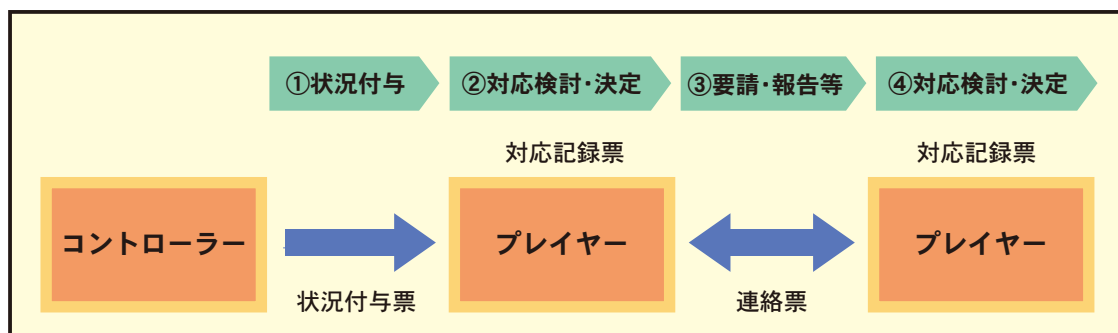 ①状況付与
②対応検討・決定
③要請・報告等
④対応検討・決定
対応記録票
対応記録票
コントローラー
プレイヤー
プレイヤー
状況付与票
連絡票